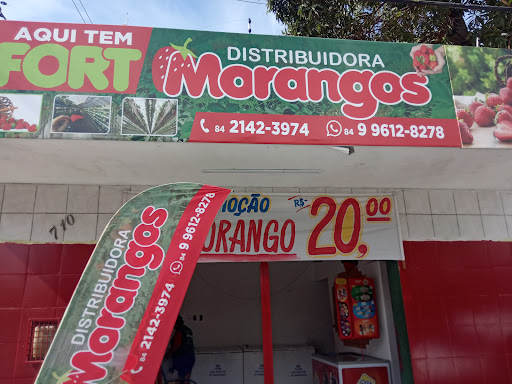 AQUI TEM
FORT
DISTRIBUIDORA
Morangos
84 2142-3974 84 9 9612-8278
710
MOÇÃO R$ 20,00
ORANGO
DISTRIBUIDORA
Morangos
84 2142-3974 84 9 9612-8278